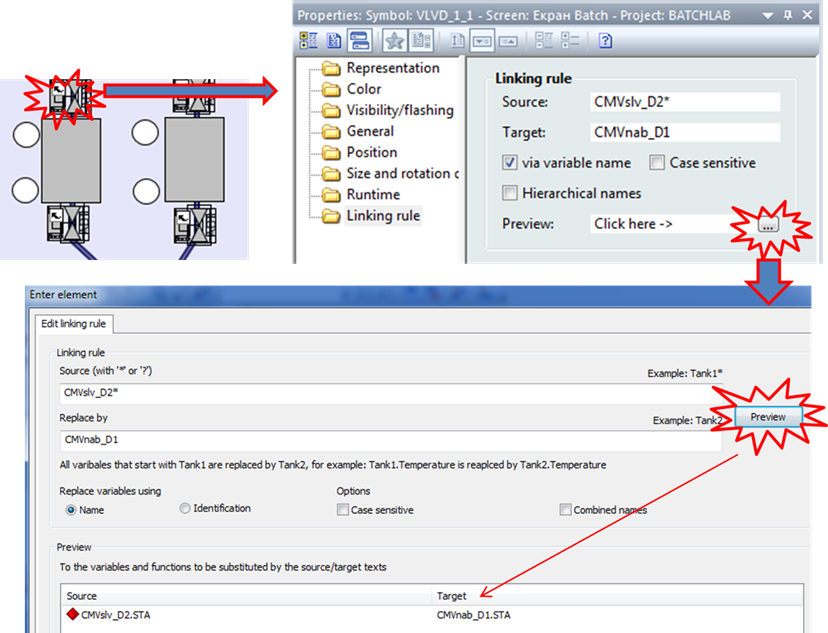 Properties: Symbol: VLVD_1_1 - Screen: Екран Batch - Project: BATCHLAB
Representation
Color
Visibility/flashing
General
Position
Size and rotation
Runtime
Linking rule
Linking rule
Source: CMVslv_D2*
Target: CMVnab_D1
via variable name Case sensitive
Hierarchical names
Preview: Click here -> ...
Enter element
Edit linking rule
Linking rule
Source (with '*' or '?') Example: Tank1*
CMVslv_D2*
Replace by Example: Tank2
CMVnab_D1
Preview
All varibales that start with Tank1 are replaced by Tank2, for example: Tank1.Temperature is reaplced by Tank2.Temperature
Replace variables using Options
Name Identification Case sensitive Combined names
Preview
To the variables and functions to be substituted by the source/target texts
Source Target
CMVslv_D2.STA CMVnab_D1.STA